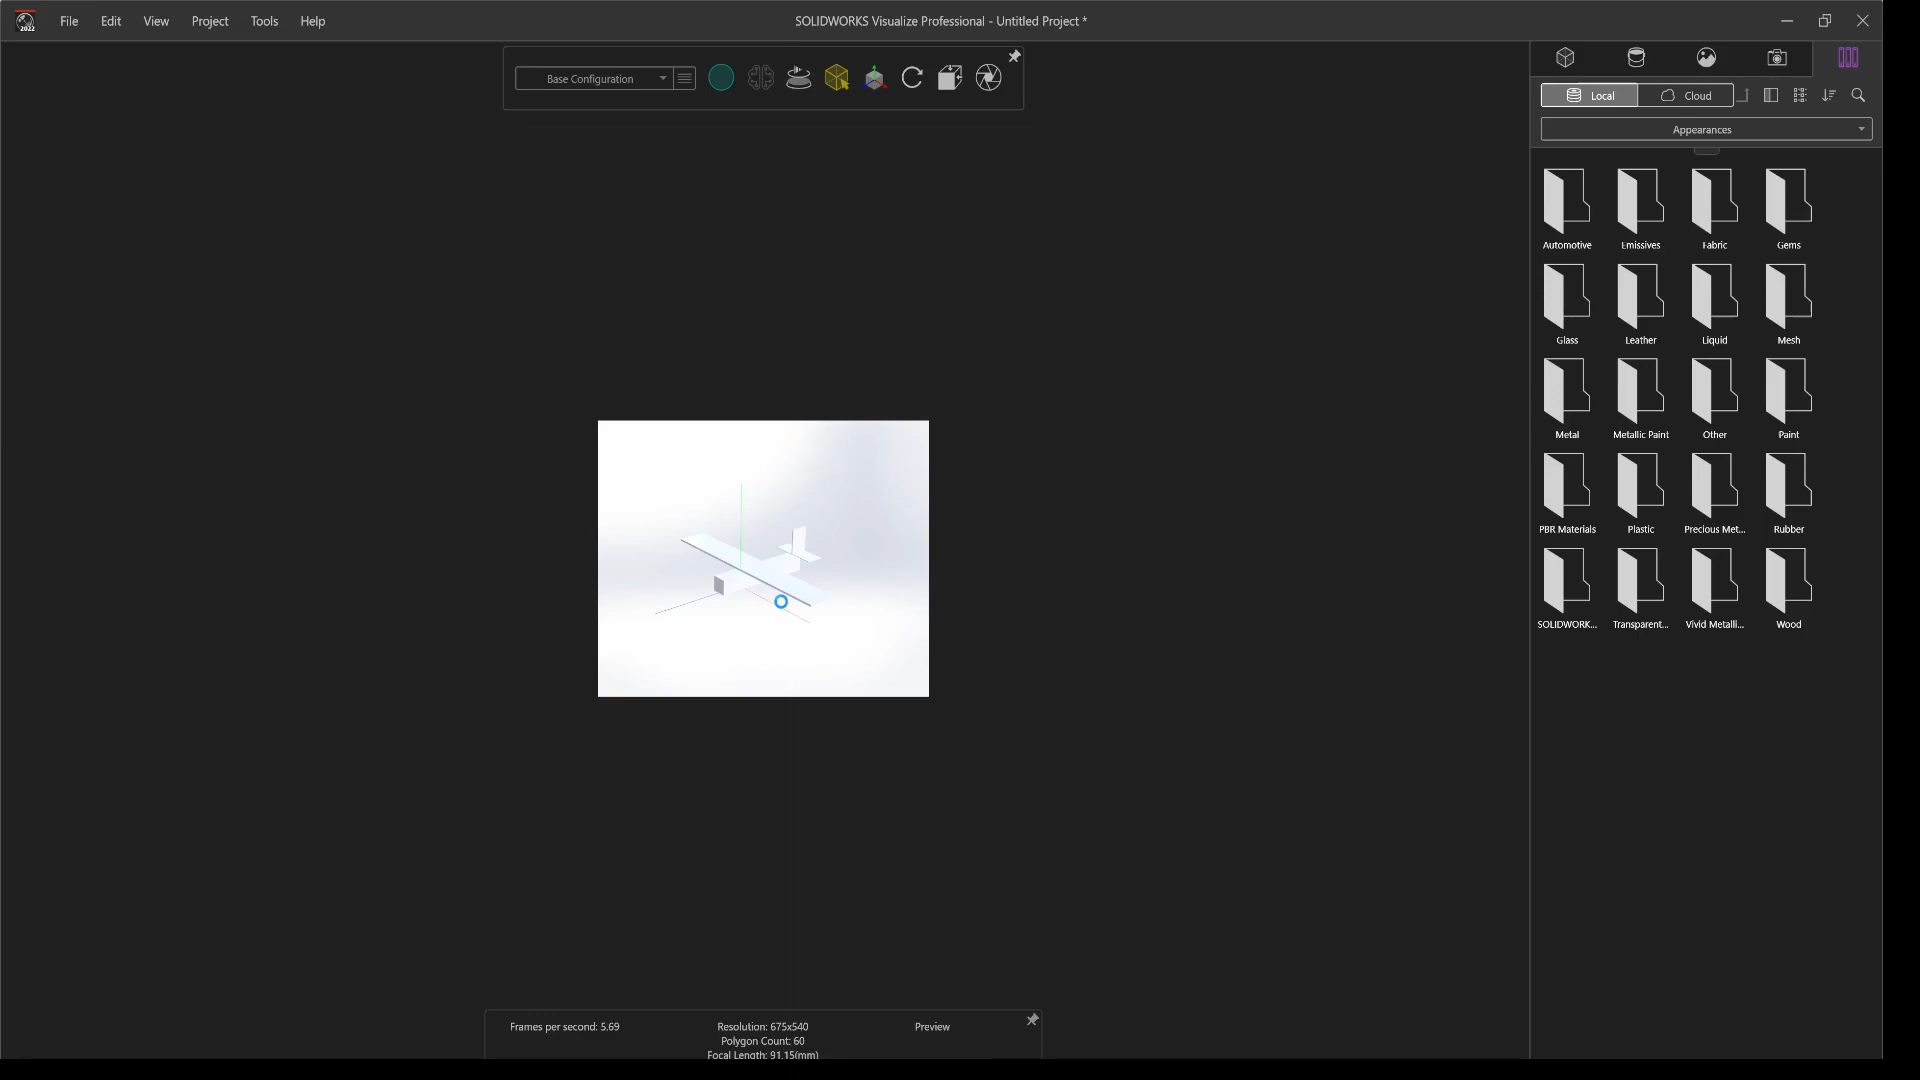 2022
File Edit View Project Tools Help
SOLIDWORKS Visualize Professional - Untitled Project *
Base Configuration
Local Cloud
Appearances
Automotive Emissives Fabric Gems
Glass Leather Liquid Mesh
Metal Metallic Paint Other Paint
PBR Materials Plastic Precious Met... Rubber
SOLIDWORK... Transparent... Vivid Metalli... Wood
Frames per second: 5.69 Resolution: 675x540 Preview
Polygon Count: 60
Focal Length: 91.15(mm)